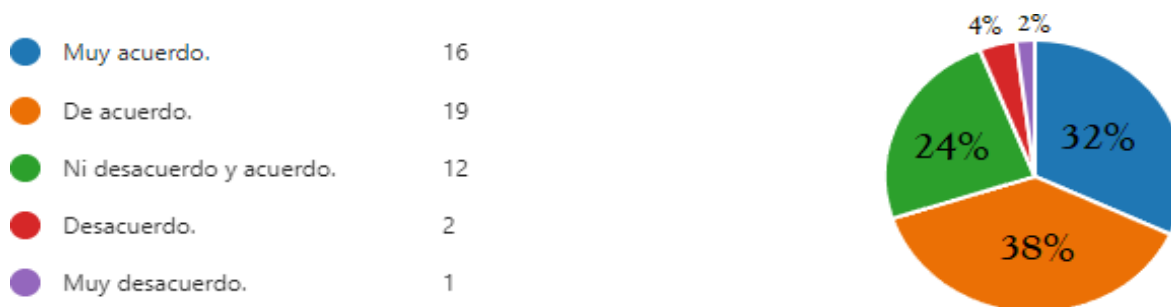 Muy acuerdo. 16
De acuerdo. 19
Ni desacuerdo y acuerdo. 12
Desacuerdo. 2
Muy desacuerdo. 1
4% 2%
32%
24%
38%